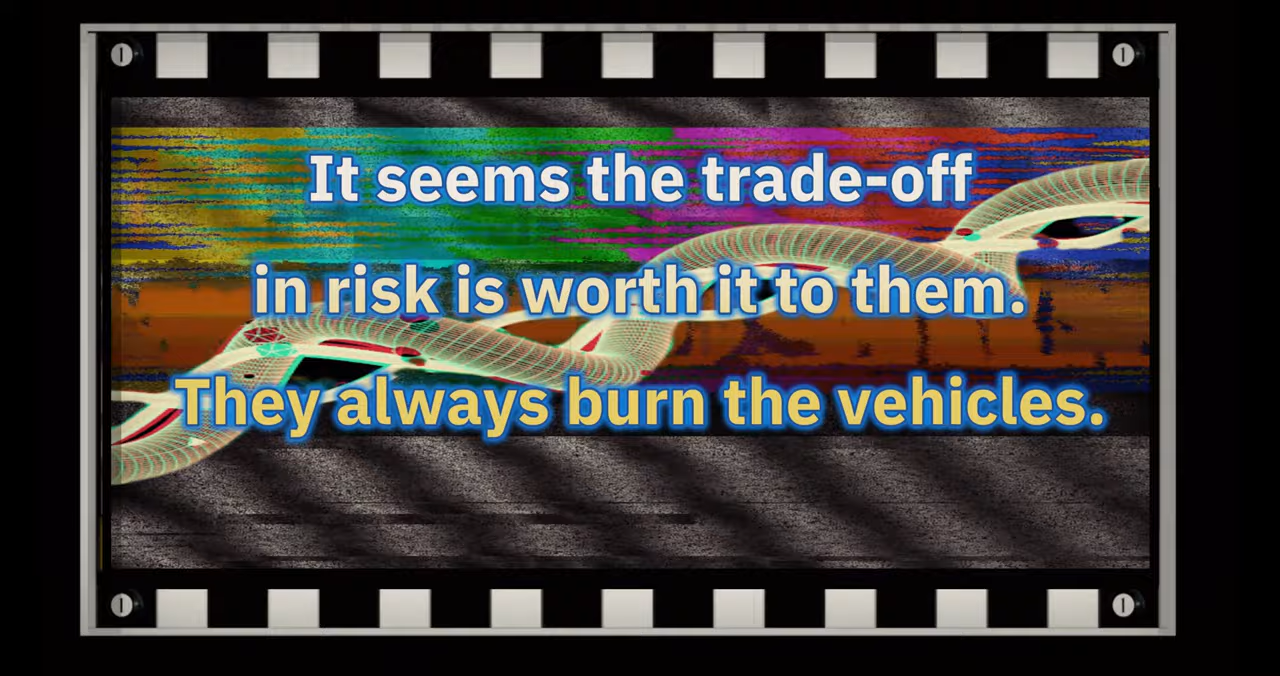 It seems the trade-off
in risk is worth it to them.
They always burn the vehicles.